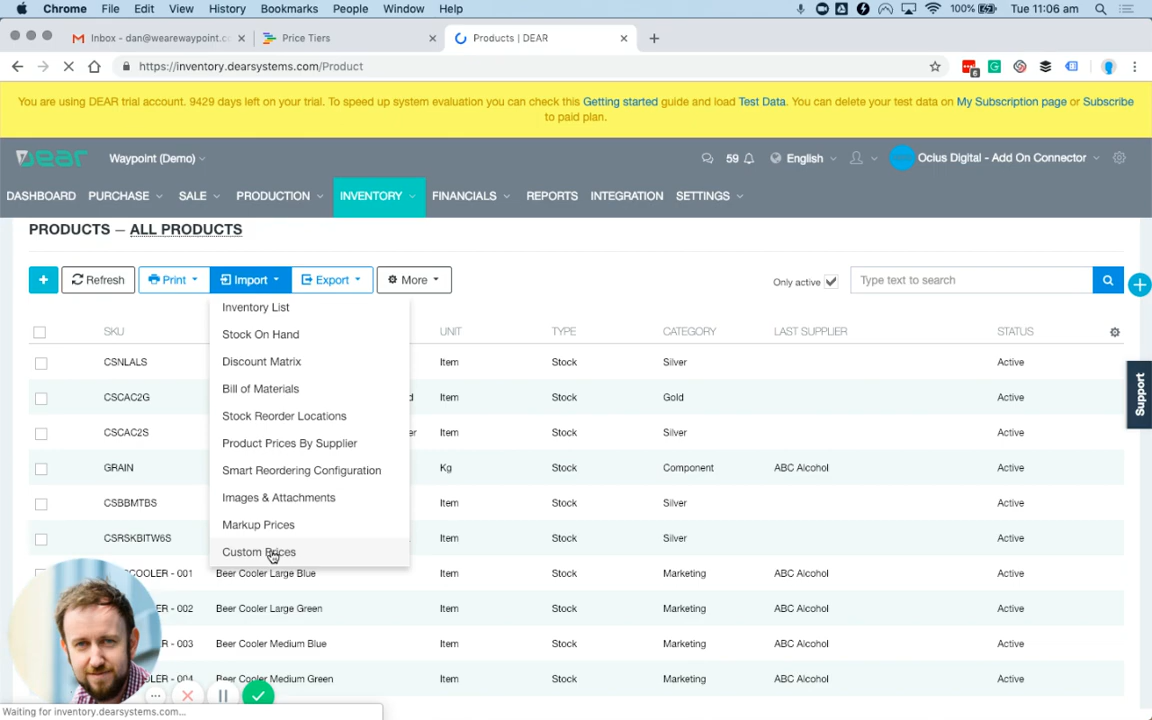 Chrome File Edit View History Bookmarks People Window Help 100% Tue 11:06 am
Inbox - dan@wearewaypoint.c Price Tiers Products | DEAR
https://inventory.dearsystems.com/Product 6
You are using DEAR trial account. 9429 days left on your trial. To speed up system evaluation you can check this Getting started guide and load Test Data. You can delete your test data on My Subscription page or Subscribe
to paid plan.
dear Waypoint (Demo) 59 English Ocius Digital - Add On Connector
DASHBOARD PURCHASE SALE PRODUCTION INVENTORY FINANCIALS REPORTS INTEGRATION SETTINGS
PRODUCTS — ALL PRODUCTS
+ Refresh Print Import Export More Only active Type text to search
Inventory List
Stock On Hand
Discount Matrix
Bill of Materials
Stock Reorder Locations
Product Prices By Supplier
Smart Reordering Configuration
Images & Attachments
Markup Prices
Custom Prices
SKU UNIT TYPE CATEGORY LAST SUPPLIER STATUS
CSNLALS Item Stock Silver Active
CSCAC2G d Item Stock Gold Active
CSCAC2S er Item Stock Silver Active
GRAIN Kg Stock Component ABC Alcohol Active
CSBBMTBS Item Stock Silver Active
CSRSKBITW6S Item Stock Silver Active
COOLER - 001 Beer Cooler Large Blue Item Stock Marketing ABC Alcohol Active
ER - 002 Beer Cooler Large Green Item Stock Marketing ABC Alcohol Active
R - 003 Beer Cooler Medium Blue Item Stock Marketing ABC Alcohol Active
ER - 004 Beer Cooler Medium Green Item Stock Marketing ABC Alcohol Active
Support
Waiting for inventory.dearsystems.com...